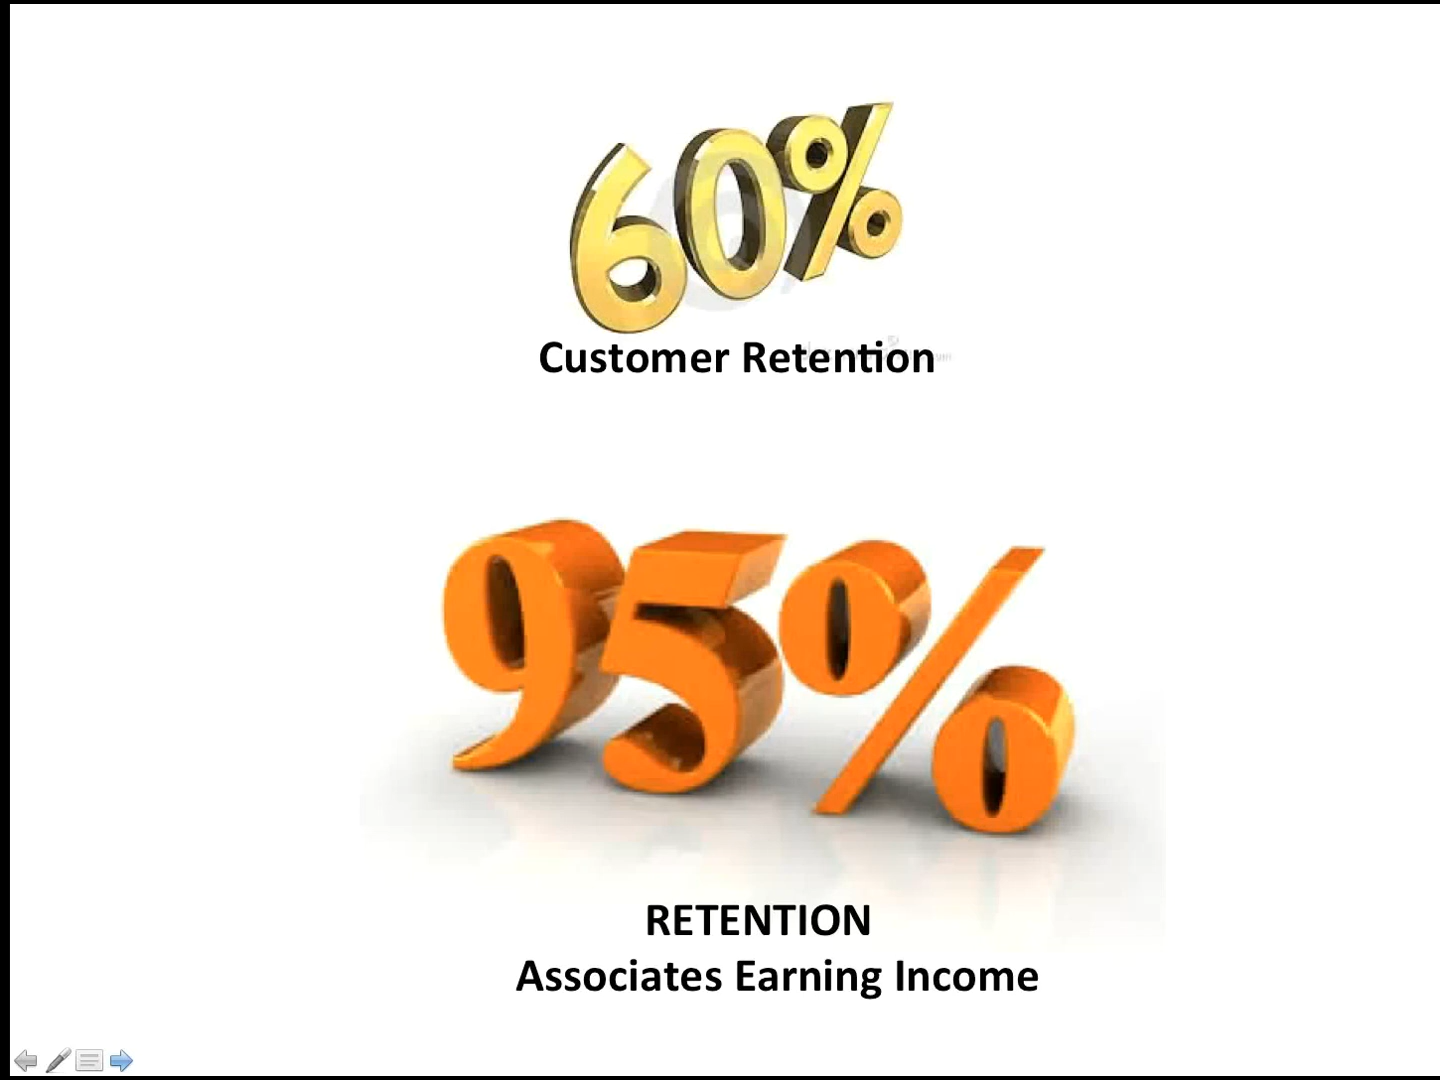 60%
Customer Retention
95%
RETENTION
Associates Earning Income